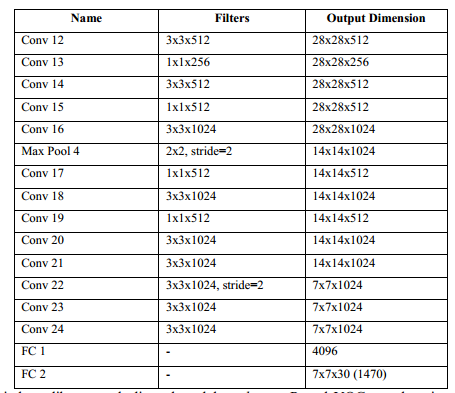 Name Filters Output Dimension
Conv 12 3x3x512 28x28x512
Conv 13 1x1x256 28x28x256
Conv 14 3x3x512 28x28x512
Conv 15 1x1x512 28x28x512
Conv 16 3x3x1024 28x28x1024
Max Pool 4 2x2, stride=2 14x14x1024
Conv 17 1x1x512 14x14x512
Conv 18 3x3x1024 14x14x1024
Conv 19 1x1x512 14x14x512
Conv 20 3x3x1024 14x14x1024
Conv 21 3x3x1024 14x14x1024
Conv 22 3x3x1024, stride=2 7x7x1024
Conv 23 3x3x1024 7x7x1024
Conv 24 3x3x1024 7x7x1024
FC 1 - 4096
FC 2 - 7x7x30 (1470)